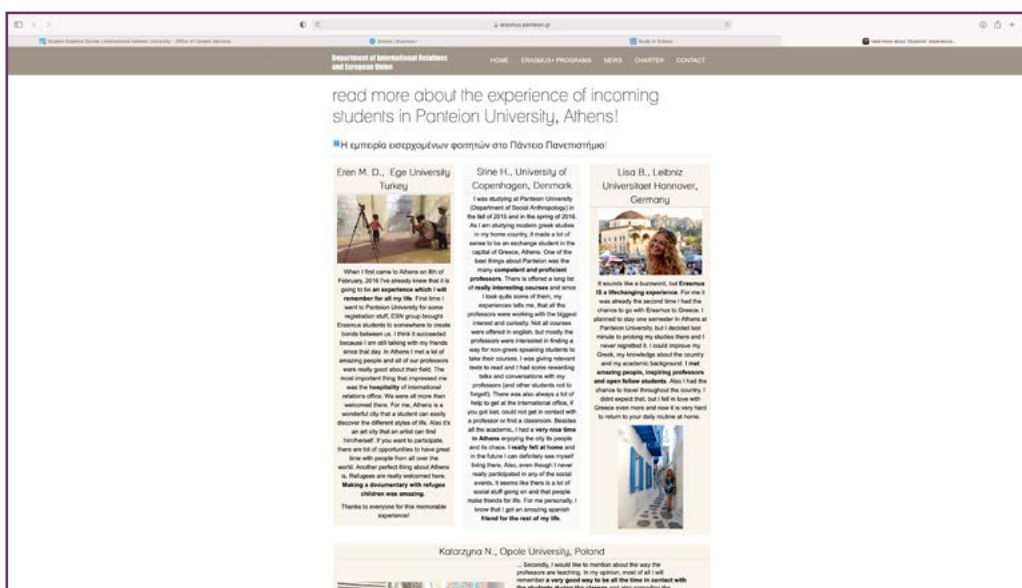 erasmus.panteion.gr
Student Erasmus Stories | International Hellenic University - Office of Careers Services
Stories | Erasmus+
Study in Greece
read more about Students' experience...
Department of International Relations
and European Union
HOME ERASMUS+ PROGRAMS NEWS CHARTER CONTACT
read more about the experience of incoming
students in Panteion University, Athens!
Η εμπειρία εισερχομένων φοιτητών στο Πάντειο Πανεπιστήμιο!
Eren M. D., Ege University
Turkey
When I first came to Athens on 8th of
February, 2016 I've already knew that it is
going to be an experience which I will
remember for all my life. First time I
went to Panteion University for some
registration stuff, ESN group brought
Erasmus students to somewhere to create
bonds between us. I think it succeeded
because I am still talking with my friends
since that day. In Athens I met a lot of
amazing people and all of our professors
were really good about their field. The
most important thing that impressed me
was the hospitality of international
relations office. We were all more than
welcomed there. For me, Athens is a
wonderful city that a student can easily
discover the different styles of life. Also it's
an art city that an artist can find
him/herself. If you want to participate,
there are lot of opportunities to have great
time with people from all over the
world. Another perfect thing about Athens
is, Refugees are really welcomed here.
Making a documentary with refugee
children was amazing.
Thanks to everyone for this memorable
experience!
Stine H., University of
Copenhagen, Denmark
I was studying at Panteion University
(Department of Social Anthropology) in
the fall of 2015 and in the spring of 2016.
As I am studying modern greek studies
in my home country, it made a lot of
sense to be an exchange student in the
capital of Greece, Athens. One of the
best things about Panteion was the
many competent and proficient
professors. There is offered a long list
of really interesting courses and since
I took quite some of them, my
experiences tells me, that all the
professors were working with the biggest
interest and curiosity. Not all courses
were offered in english, but mostly the
professors were interested in finding a
way for non-greek speaking students to
take their courses. I was giving relevant
texts to read and I had some rewarding
talks and conversations with my
professors (and other students not to
forget!). There was also always a lot of
help to get at the international office, if
you got lost, could not get in contact with
a professor or find a classroom. Besides
all the academic, I had a very nice time
in Athens enjoying the city its people
and its chaos. I really felt at home and
in the future I can definitely see myself
living there. Also, even though I never
really participated in any of the social
events, it seems like there is a lot of
social stuff going on and that people
make friends for life. For me personally, I
know that I got an amazing spanish
friend for the rest of my life.
Lisa B., Leibniz
Universitaet Hannover,
Germany
It sounds like a buzzword, but Erasmus
IS a lifechanging experience. For me it
was already the second time I had the
chance to go with Erasmus to Greece. I
planned to stay one semester in Athens at
Panteion University, but I decided last
minute to prolong my studies there and I
never regretted it. I could improve my
Greek, my knowledge about the country
and my academic background. I met
amazing people, inspiring professors
and open fellow students. Also I had the
chance to travel throughout the country. I
didnt expect that, but I fell in love with
Greece even more and now it is very hard
to return to your daily routine at home.
Katarzyna N., Opole University, Poland
... Secondly, I would like to mention about the way the
professors are teaching. In my opinion, most of all I will
remember a very good way to be all the time in contact with